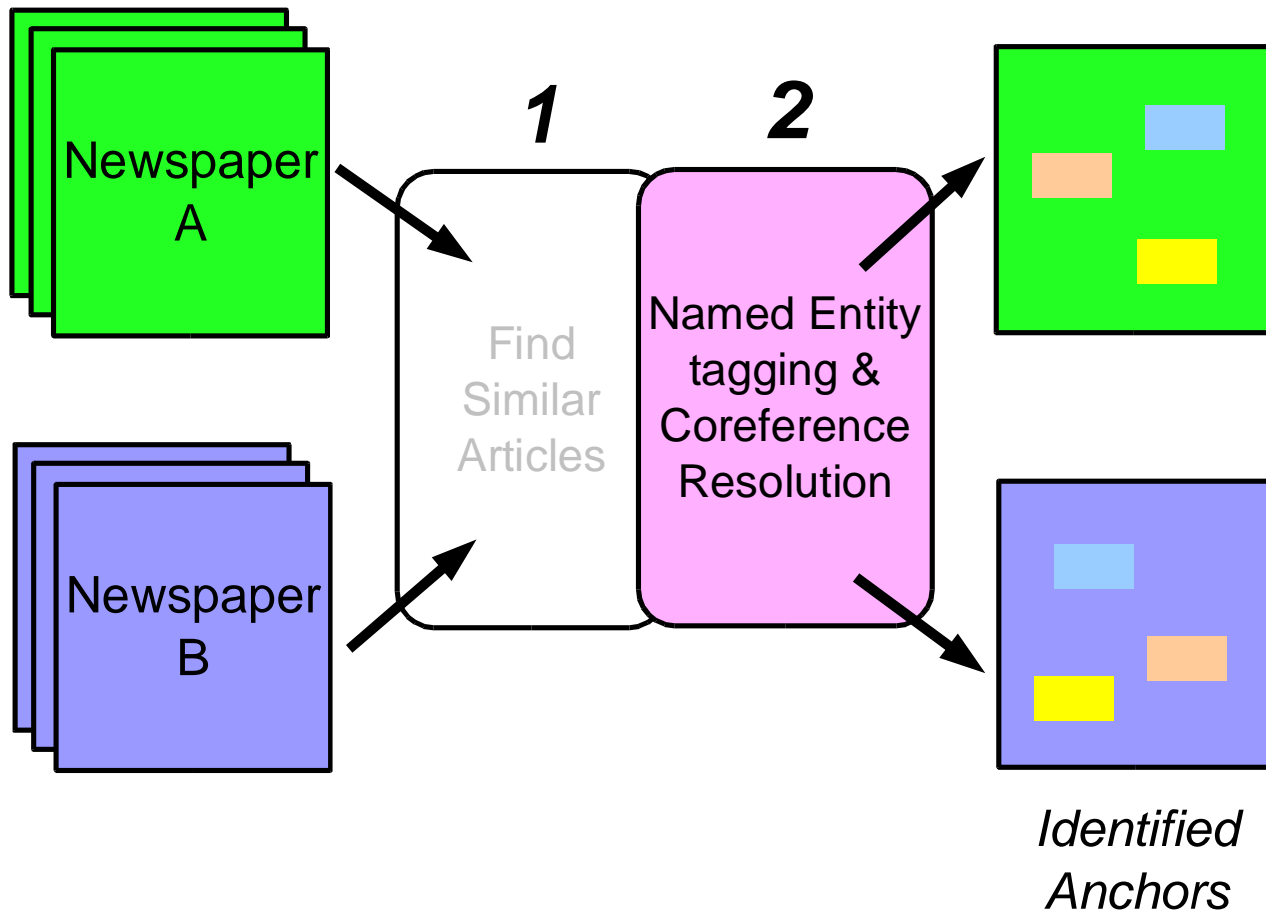 1
2
Newspaper
A
Find
Similar
Articles
Named Entity
tagging &
Coreference
Resolution
Newspaper
B
Identified
Anchors